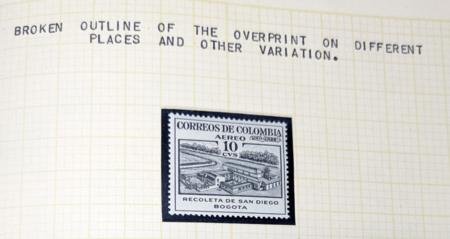 BROKEN OUTLINE OF THE OVERPRINT ON DIFFERENT
PLACES AND OTHER VARIATION.
CORREOS DE COLOMBIA
AEREO
10
CVS
RECOLETA DE SAN DIEGO
BOGOTA